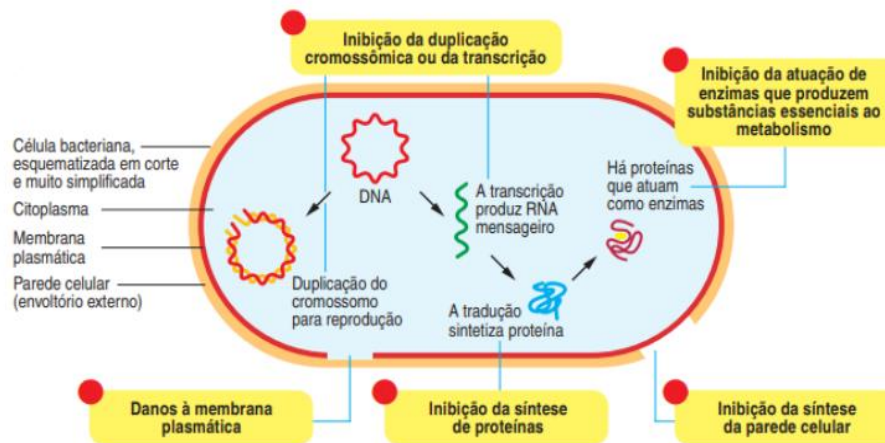 Inibição da duplicação
cromossômica ou da transcrição
Inibição da atuação de
enzimas que produzem
substâncias essenciais ao
metabolismo
Célula bacteriana,
esquematizada em corte
e muito simplificada
Citoplasma
Membrana
plasmática
Parede celular
(envoltório externo)
DNA
Duplicação do
cromossomo
para reprodução
A transcrição
produz RNA
mensageiro
A tradução
sintetiza proteína
Há proteínas
que atuam
como enzimas
Danos à membrana
plasmática
Inibição da síntese
de proteínas
Inibição da síntese
da parede celular